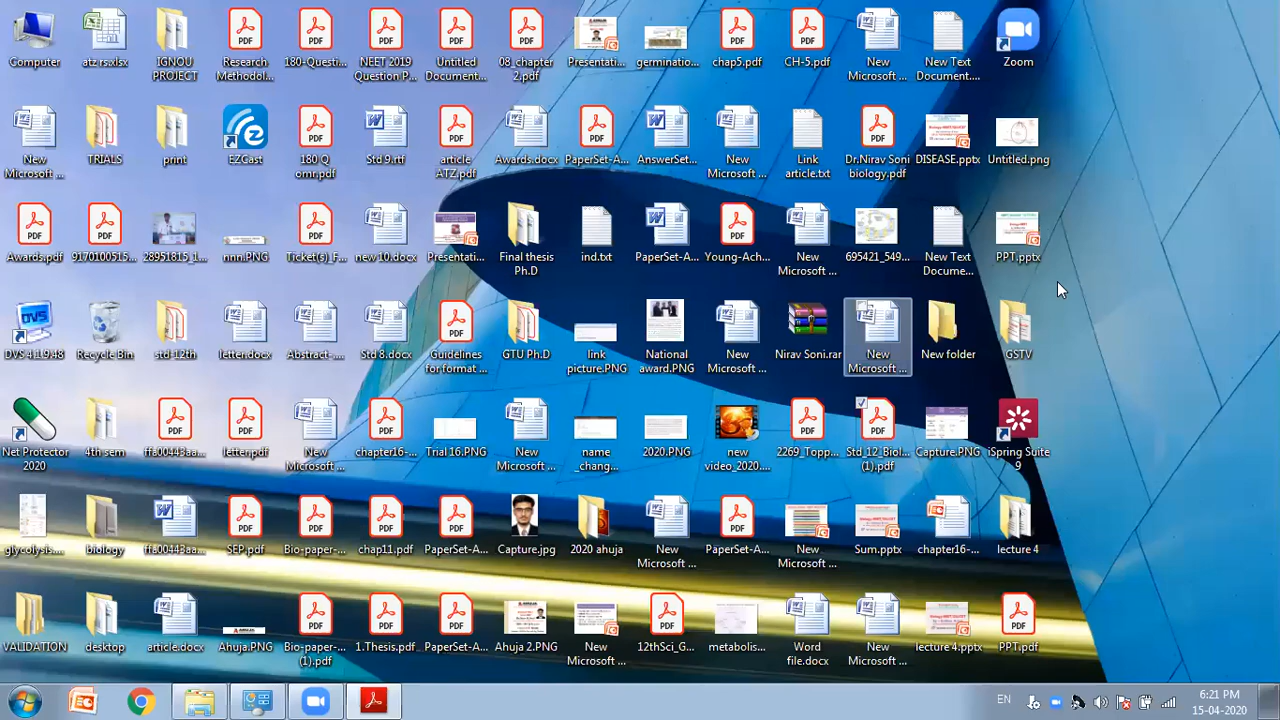 Computer
atz rsxlsx
IGNOU
PROJECT
Research
Methodol...
180-Questi...
NEET 2019
Question P...
Untitled
Document...
08_chapter
2.pdf
Presentati...
germinatio...
chap5.pdf
CH-5.pdf
New
Microsoft ...
New Text
Document....
Zoom
New
Microsoft ...
TRIALS
print
EZCast
180 Q
omr.pdf
Std 9.rtf
article
ATZ.pdf
Awards.docx
PaperSet-A...
AnswerSet...
New
Microsoft ...
Link
article.txt
Dr.Nirav Soni
biology.pdf
DISEASE.pptx
Untitled.png
Awards.pdf
9170100515...
28951815_1...
nnn.PNG
Ticket(s)_F...
new 10.docx
Presentati...
Final thesis
Ph.D
ind.txt
PaperSet-A...
Young-Ach...
New
Microsoft ...
695421_549...
New Text
Docume...
PPT.pptx
DVS 4.1.9.48
Recycle Bin
std-12th
letter.docx
Abstract-...
Std 8.docx
Guidelines
for format ...
GTU Ph.D
link
picture.PNG
National
award.PNG
New
Microsoft ...
Nirav Soni.rar
New
Microsoft ...
New folder
GSTV
Net Protector
2020
4th sem
ffa00443aa...
letter.pdf
New
Microsoft ...
chapter16-...
Trial 16.PNG
New
Microsoft ...
name
_chang...
2020.PNG
new
video_2020....
2269_Topp...
Std_12_Biol...
(1).pdf
Capture.PNG
iSpring Suite
9
glycolysis....
biology
ffa00443aa...
SEP.pdf
Bio-paper-...
chap11.pdf
PaperSet-A...
Capture.jpg
2020 ahuja
New
Microsoft ...
PaperSet-A...
New
Microsoft ...
Sum.pptx
chapter16-...
lecture 4
VALIDATION
desktop
article.docx
Ahuja.PNG
Bio-paper-...
(1).pdf
1.Thesis.pdf
PaperSet-A...
Ahuja 2.PNG
New
Microsoft ...
12thSci_G...
metabolis...
Word
file.docx
New
Microsoft ...
lecture 4.pptx
PPT.pdf
EN
6:21 PM
15-04-2020